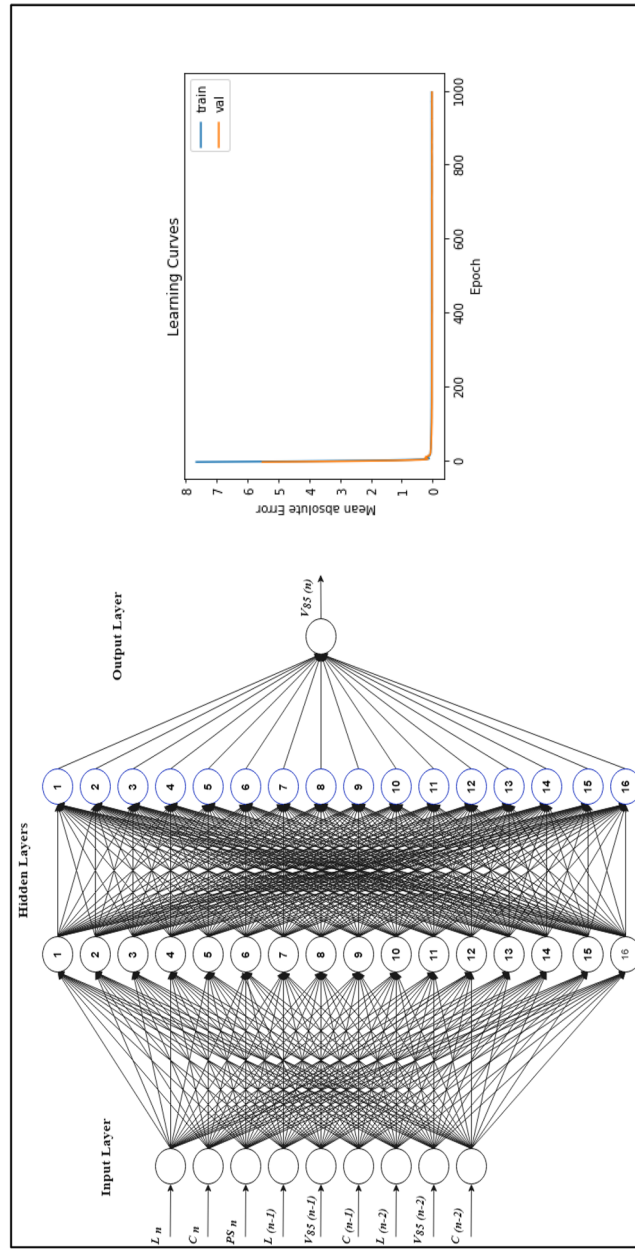 Input Layer
Hidden Layers
Output Layer
L n
C n
PS n
L (n-1)
V85 (n-1)
C (n-1)
L (n-2)
V85 (n-2)
C (n-2)
1
2
3
4
5
6
7
8
9
10
11
12
13
14
15
16
1
2
3
4
5
6
7
8
9
10
11
12
13
14
15
16
V85 (n)
Learning Curves
train
val
Mean absolute Error
8
7
6
5
4
3
2
1
0
0
200
400
600
800
1000
Epoch